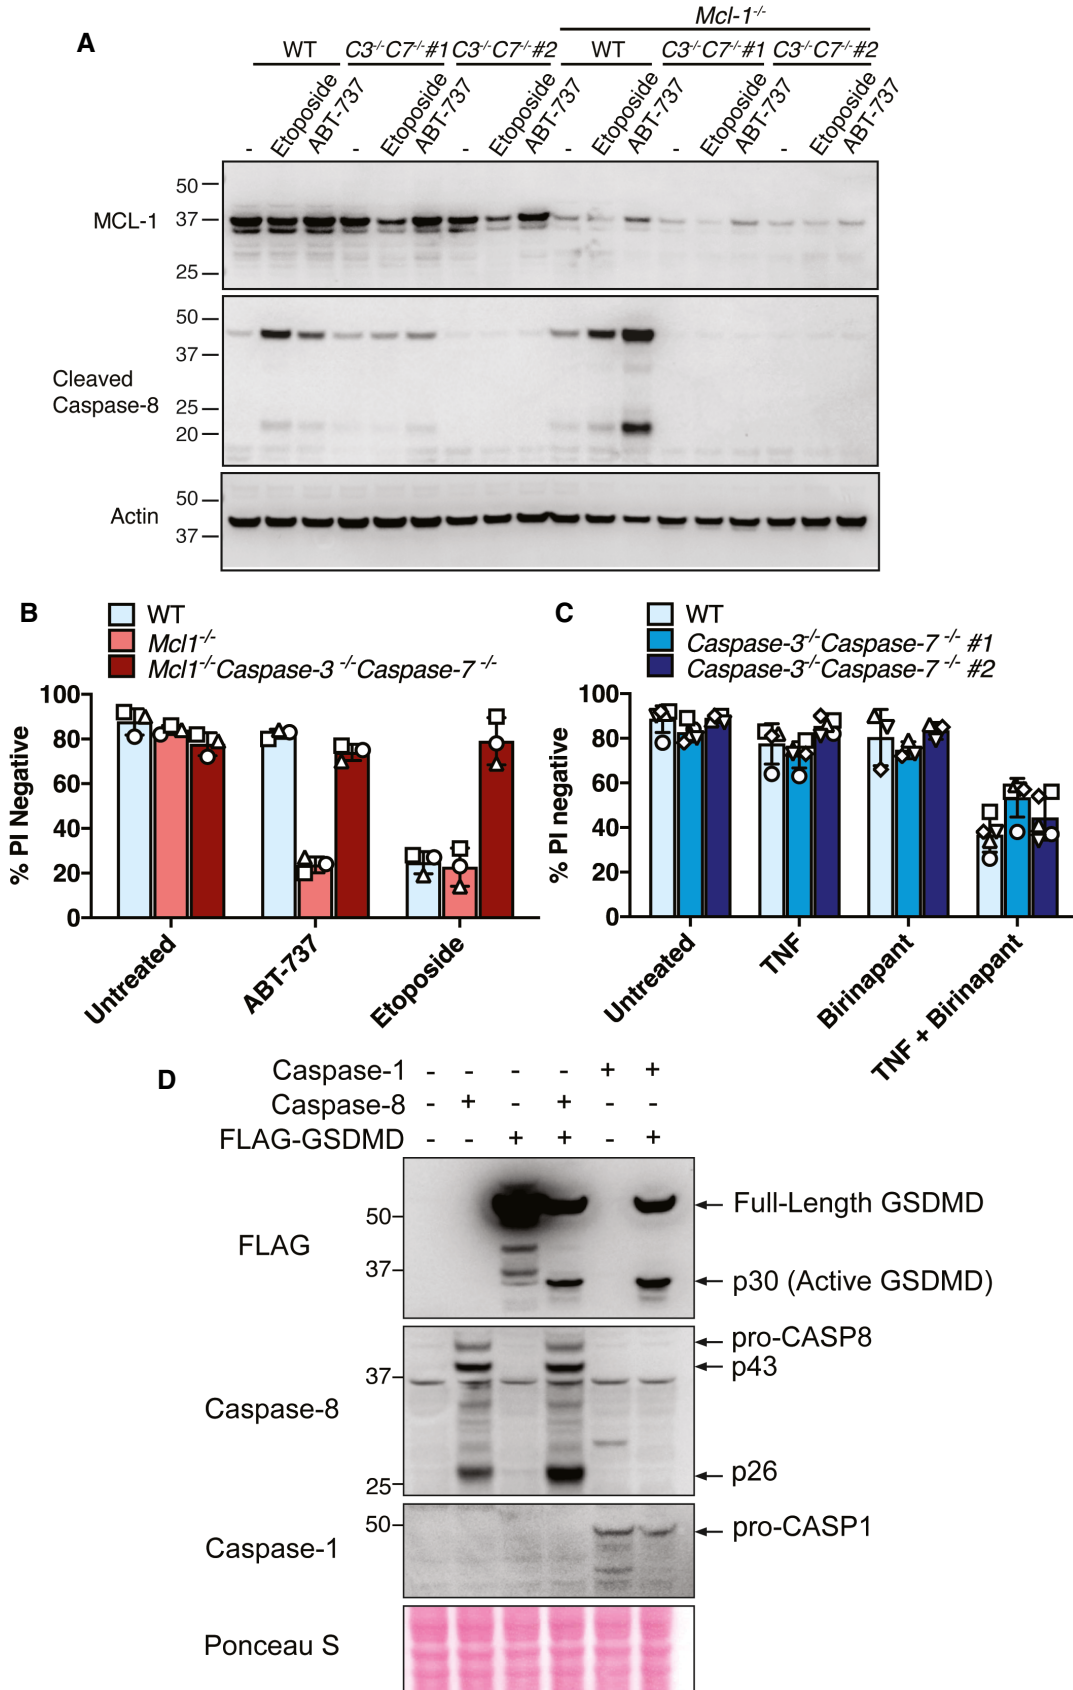 A
Mcl-1-/-
WT C3-/-C7-/-#1 C3-/-C7-/-#2 WT C3-/-C7-/-#1 C3-/-C7-/-#2
- Etoposide ABT-737 - Etoposide ABT-737 - Etoposide ABT-737 - Etoposide ABT-737 - Etoposide ABT-737 - Etoposide ABT-737
50
MCL-1 37
25
50
37
Cleaved
Caspase-8
25
20
50
Actin
37
B
WT
Mcl1-/-
Mcl1-/-Caspase-3 -/-Caspase-7 -/-
% PI Negative
100
80
60
40
20
0
Untreated
ABT-737
Etoposide
C
WT
Caspase-3-/-Caspase-7 -/- #1
Caspase-3-/-Caspase-7 -/- #2
% PI negative
100
80
60
40
20
0
Untreated
TNF
Birinapant
TNF + Birinapant
D
Caspase-1 - - - - + +
Caspase-8 - + - + - -
FLAG-GSDMD - - + + - +
50 Full-Length GSDMD
FLAG
37 p30 (Active GSDMD)
pro-CASP8
37 p43
Caspase-8
25 p26
50 pro-CASP1
Caspase-1
Ponceau S